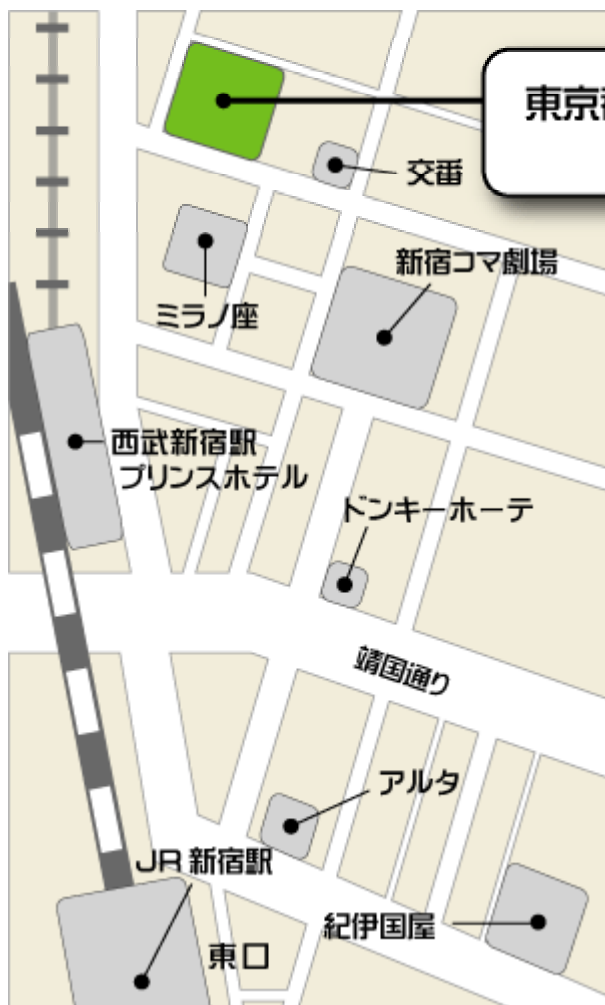 東京
交番
新宿コマ劇場
ミラノ座
西武新宿駅
プリンスホテル
ドンキーホーテ
靖国通り
アルタ
JR 新宿駅
紀伊国屋
東口